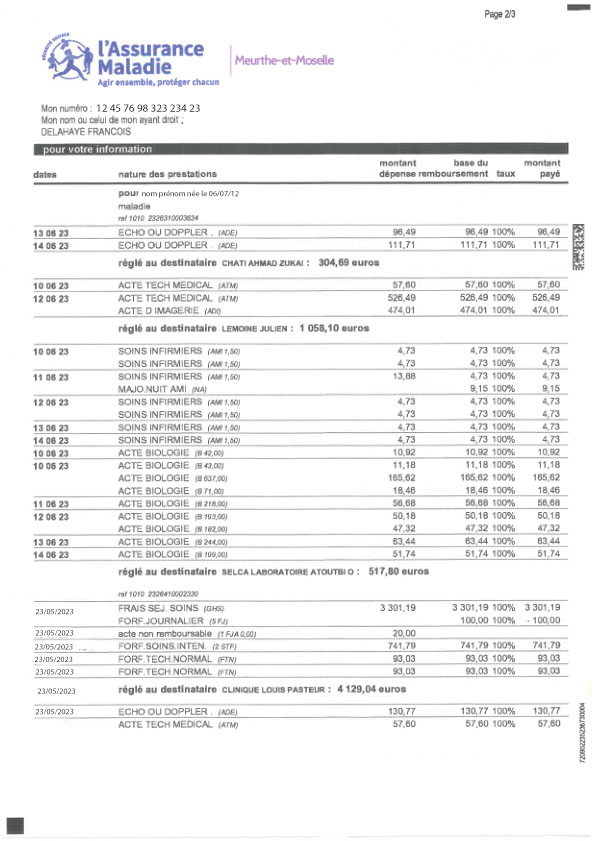 Page 2/3
SÉCURITÉ SOCIALE
l'Assurance
Maladie
Agir ensemble, protéger chacun
Meurthe-et-Moselle
Mon numéro : 12 45 76 98 323 234 23
Mon nom ou celui de mon ayant droit ;
DELAHAYE FRANCOIS
pour votre information
montant base du montant
dates nature des prestations dépense remboursement taux payé
pour nom prénom née le 06/07/12
maladie
ref 1010 2326310003634
13 06 23 ECHO OU DOPPLER . (ADE) 96,49 96,49 100% 96,49
14 06 23 ECHO OU DOPPLER . (ADE) 111,71 111,71 100% 111,71
réglé au destinataire CHATI AHMAD ZUKAI : 304,69 euros
10 06 23 ACTE TECH MEDICAL (ATM) 57,60 57,60 100% 57,60
12 06 23 ACTE TECH MEDICAL (ATM) 526,49 526,49 100% 526,49
ACTE D IMAGERIE (ADI) 474,01 474,01 100% 474,01
réglé au destinataire LEMOINE JULIEN : 1 058,10 euros
10 06 23 SOINS INFIRMIERS (AMI 1,50) 4,73 4,73 100% 4,73
SOINS INFIRMIERS (AMI 1,50) 4,73 4,73 100% 4,73
11 06 23 SOINS INFIRMIERS (AMI 1,50) 13,88 4,73 100% 4,73
MAJO.NUIT AMI (NA) 9,15 100% 9,15
12 06 23 SOINS INFIRMIERS (AMI 1,50) 4,73 4,73 100% 4,73
SOINS INFIRMIERS (AMI 1,50) 4,73 4,73 100% 4,73
13 06 23 SOINS INFIRMIERS (AMI 1,50) 4,73 4,73 100% 4,73
14 06 23 SOINS INFIRMIERS (AMI 1,50) 4,73 4,73 100% 4,73
10 06 23 ACTE BIOLOGIE (B 42,00) 10,92 10,92 100% 10,92
10 06 23 ACTE BIOLOGIE (B 43,00) 11,18 11,18 100% 11,18
ACTE BIOLOGIE (B 637,00) 165,62 165,62 100% 165,62
ACTE BIOLOGIE (B 71,00) 18,46 18,46 100% 18,46
11 06 23 ACTE BIOLOGIE (B 218,00) 56,68 56,68 100% 56,68
12 06 23 ACTE BIOLOGIE (B 193,00) 50,18 50,18 100% 50,18
ACTE BIOLOGIE (B 182,00) 47,32 47,32 100% 47,32
13 06 23 ACTE BIOLOGIE (B 244,00) 63,44 63,44 100% 63,44
14 06 23 ACTE BIOLOGIE (B 199,00) 51,74 51,74 100% 51,74
réglé au destinataire SELCA LABORATOIRE ATOUTBI O : 517,80 euros
ref 1010 2326410002330
23/05/2023 FRAIS SEJ. SOINS (GHS) 3 301,19 3 301,19 100% 3 301,19
FORF.JOURNALIER (5 FJ) 100,00 100% - 100,00
23/05/2023 acte non remboursable (1 FJA 0,00) 20,00
23/05/2023 FORF.SOINS.INTEN. (2 STF) 741,79 741,79 100% 741,79
23/05/2023 FORF.TECH.NORMAL (FTN) 93,03 93,03 100% 93,03
23/05/2023 FORF.TECH.NORMAL (FTN) 93,03 93,03 100% 93,03
23/05/2023 réglé au destinataire CLINIQUE LOUIS PASTEUR : 4 129,04 euros
23/05/2023 ECHO OU DOPPLER . (ADE) 130,77 130,77 100% 130,77
ACTE TECH MEDICAL (ATM) 57,60 57,60 100% 57,60